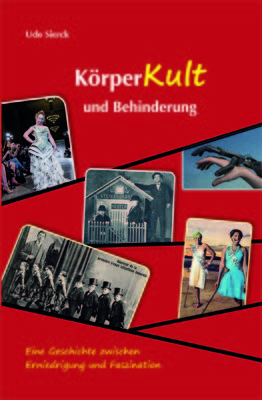 Udo Sierck
KörperKult
und Behinderung
Eine Geschichte zwischen
Erniedrigung und Faszination